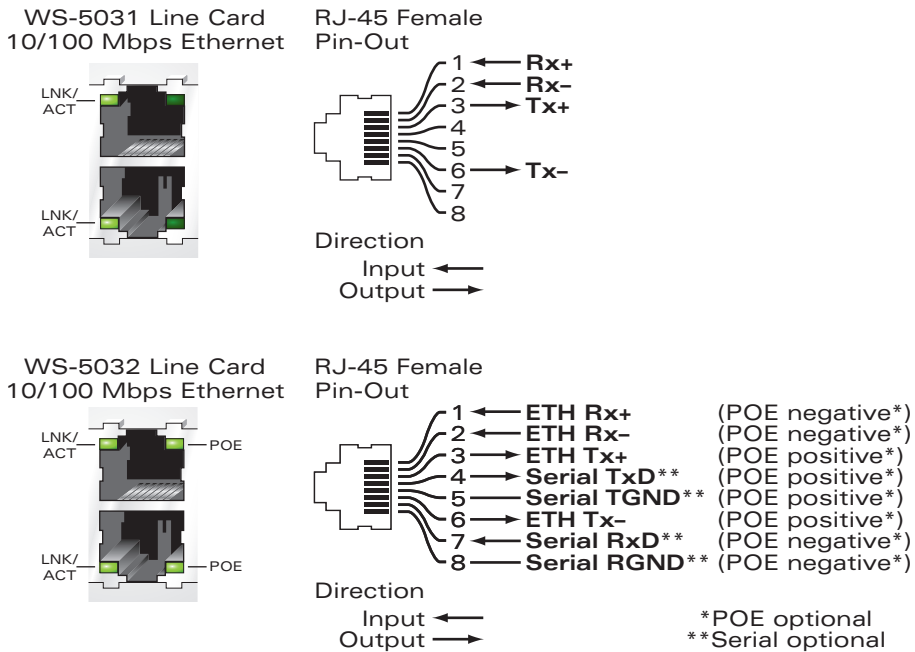 WS-5031 Line Card
10/100 Mbps Ethernet
LNK/
ACT
LNK/
ACT
RJ-45 Female
Pin-Out
1 Rx+
2 Rx–
3 Tx+
4
5
6 Tx–
7
8
Direction
Input
Output
WS-5032 Line Card
10/100 Mbps Ethernet
LNK/
ACT
POE
LNK/
ACT
POE
RJ-45 Female
Pin-Out
1 ETH Rx+ (POE negative*)
2 ETH Rx– (POE negative*)
3 ETH Tx+ (POE positive*)
4 Serial TxD** (POE positive*)
5 Serial TGND** (POE positive*)
6 ETH Tx– (POE positive*)
7 Serial RxD** (POE negative*)
8 Serial RGND** (POE negative*)
Direction
Input
Output
*POE optional
**Serial optional